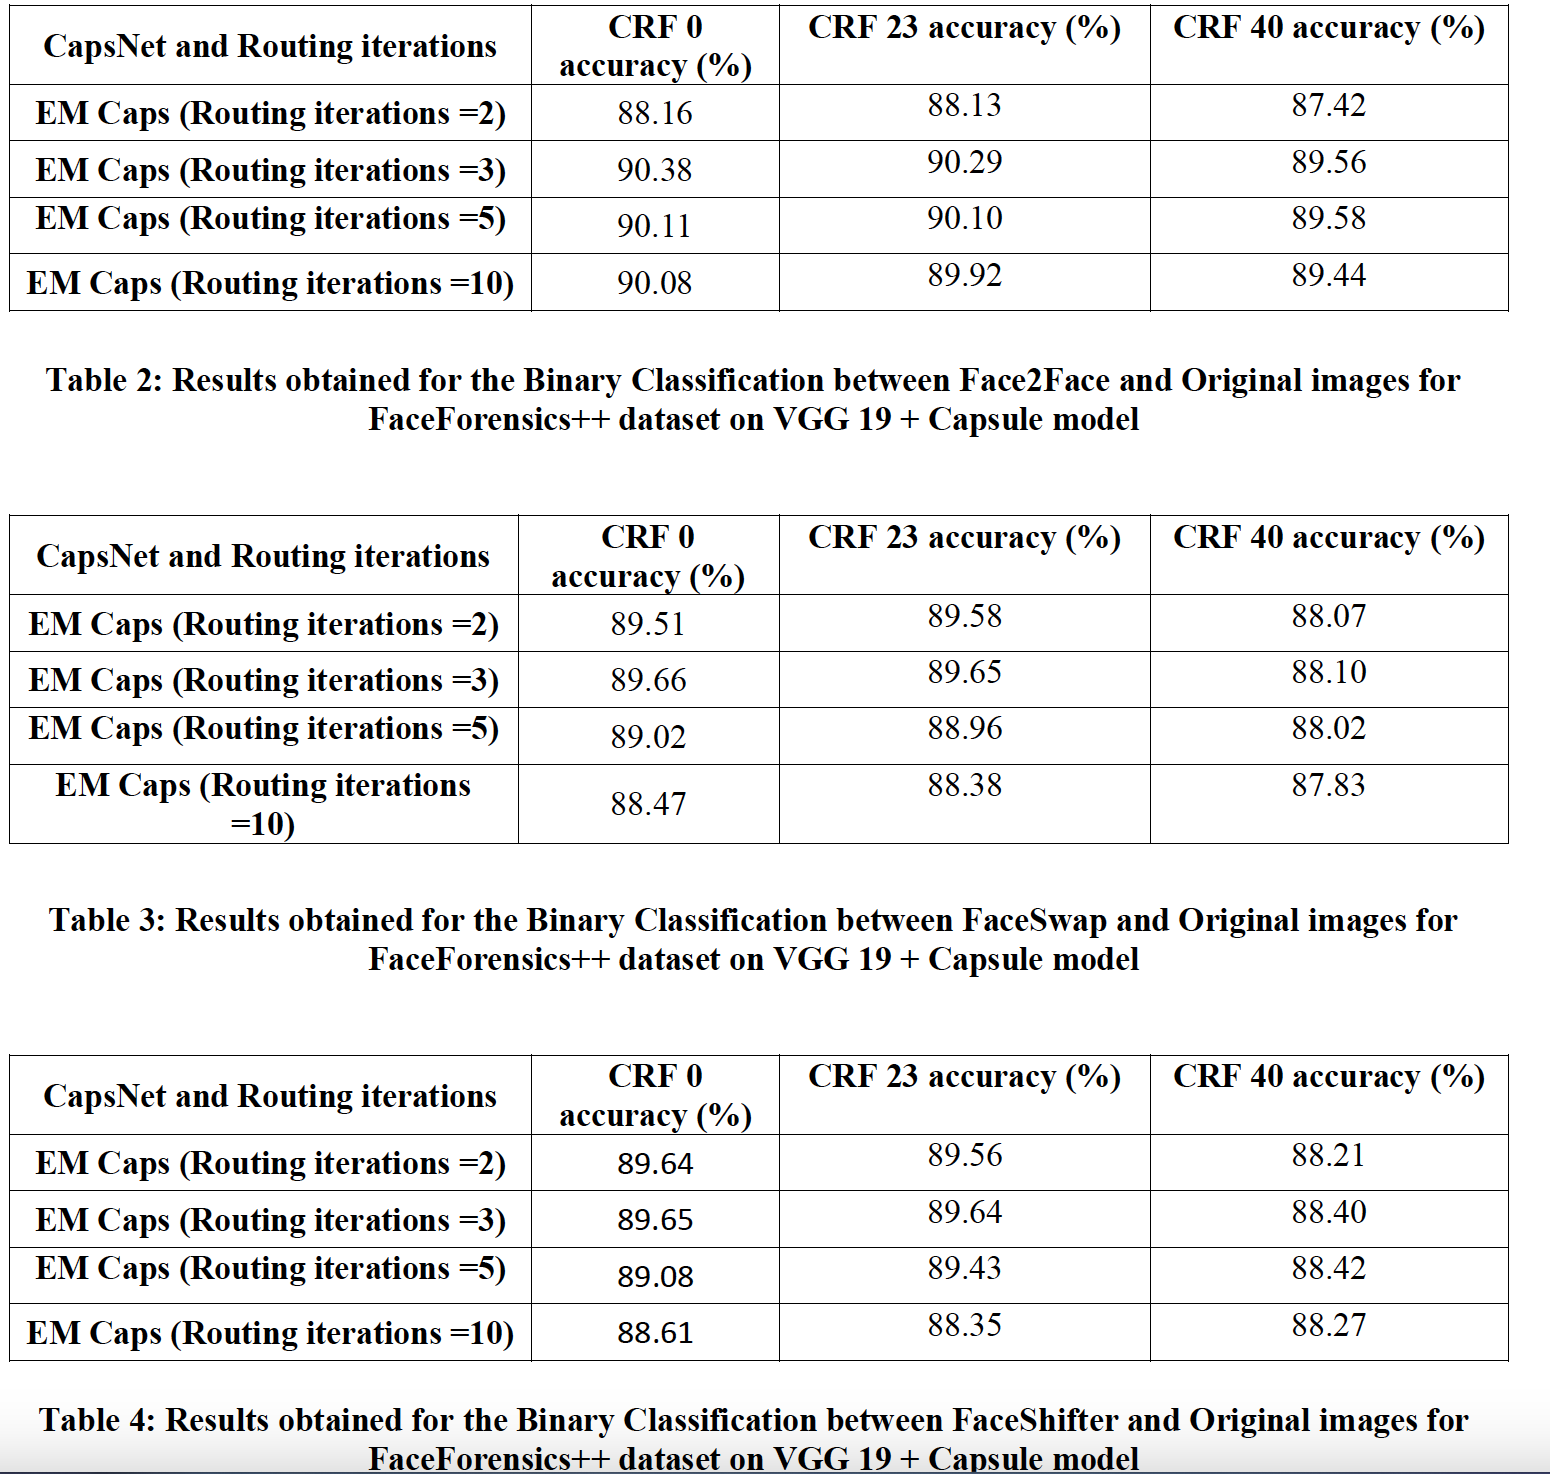 CapsNet and Routing iterations CRF 0 accuracy (%) CRF 23 accuracy (%) CRF 40 accuracy (%)
EM Caps (Routing iterations =2) 88.16 88.13 87.42
EM Caps (Routing iterations =3) 90.38 90.29 89.56
EM Caps (Routing iterations =5) 90.11 90.10 89.58
EM Caps (Routing iterations =10) 90.08 89.92 89.44
Table 2: Results obtained for the Binary Classification between Face2Face and Original images for
FaceForensics++ dataset on VGG 19 + Capsule model
CapsNet and Routing iterations CRF 0 accuracy (%) CRF 23 accuracy (%) CRF 40 accuracy (%)
EM Caps (Routing iterations =2) 89.51 89.58 88.07
EM Caps (Routing iterations =3) 89.66 89.65 88.10
EM Caps (Routing iterations =5) 89.02 88.96 88.02
EM Caps (Routing iterations =10) 88.47 88.38 87.83
Table 3: Results obtained for the Binary Classification between FaceSwap and Original images for
FaceForensics++ dataset on VGG 19 + Capsule model
CapsNet and Routing iterations CRF 0 accuracy (%) CRF 23 accuracy (%) CRF 40 accuracy (%)
EM Caps (Routing iterations =2) 89.64 89.56 88.21
EM Caps (Routing iterations =3) 89.65 89.64 88.40
EM Caps (Routing iterations =5) 89.08 89.43 88.42
EM Caps (Routing iterations =10) 88.61 88.35 88.27
Table 4: Results obtained for the Binary Classification between FaceShifter and Original images for
FaceForensics++ dataset on VGG 19 + Capsule model